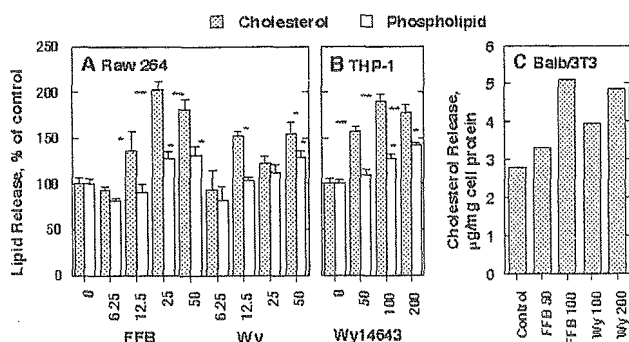 Cholesterol Phospholipid
A Raw 264
B THP-1
C Balb/3T3
Lipid Release, % of control
250
200
150
100
50
0
0 6.25 12.5 25 50 6.25 12.5 25 50
FFB Wy
0 50 100 200
Wy14643
Cholesterol Release,
µg/mg cell protein
6
5
4
3
2
1
0
Control FFB 50 FFB 100 Wy 100 Wy 200